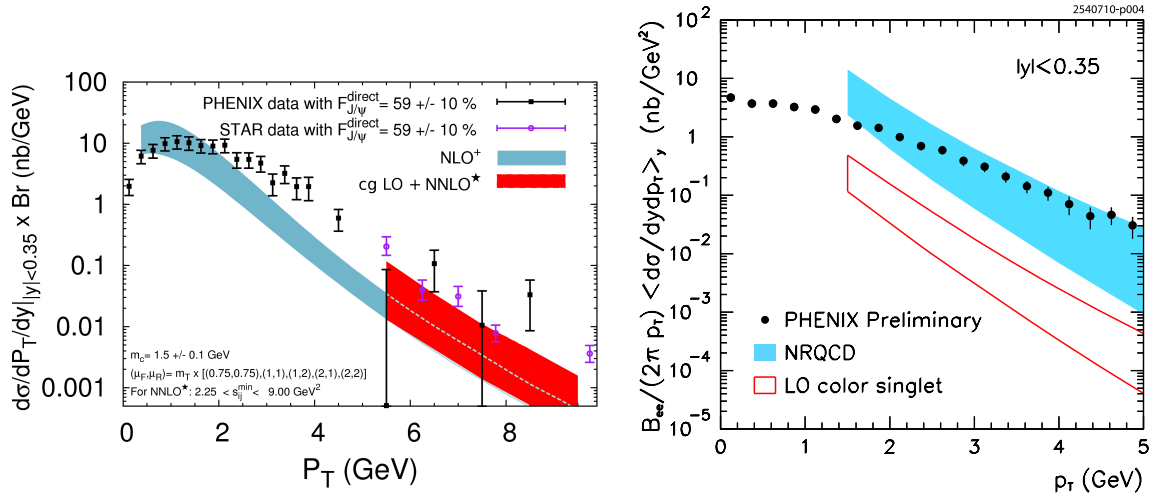 2540710-p004
dσ/dP_T/dy|_|y|<0.35 x Br (nb/GeV)
100
10
1
0.1
0.01
0.001
PHENIX data with F^direct_J/ψ = 59 +/- 10 %
STAR data with F^direct_J/ψ = 59 +/- 10 %
NLO⁺
cg LO + NNLO★
m_c= 1.5 +/- 0.1 GeV
(μ_F,μ_R)= m_T x [(0.75,0.75),(1,1),(1,2),(2,1),(2,2)]
For NNLO★: 2.25 < s^min_ij < 9.00 GeV²
0 2 4 6 8
P_T (GeV)
B_ee/(2π p_T) <dσ/dydp_T>_y (nb/GeV²)
10²
10
1
10⁻¹
10⁻²
10⁻³
10⁻⁴
10⁻⁵
|y|<0.35
PHENIX Preliminary
NRQCD
LO color singlet
0 1 2 3 4 5
p_T (GeV)